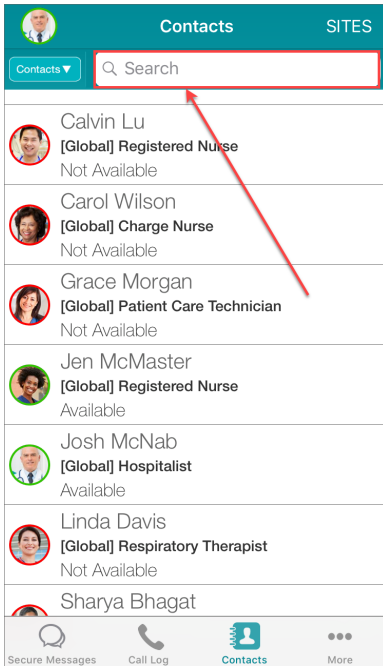 Contacts
SITES
Contacts ▼
Search
Calvin Lu
[Global] Registered Nurse
Not Available
Carol Wilson
[Global] Charge Nurse
Not Available
Grace Morgan
[Global] Patient Care Technician
Not Available
Jen McMaster
[Global] Registered Nurse
Available
Josh McNab
[Global] Hospitalist
Available
Linda Davis
[Global] Respiratory Therapist
Not Available
Sharya Bhagat
Secure Messages
Call Log
Contacts
More